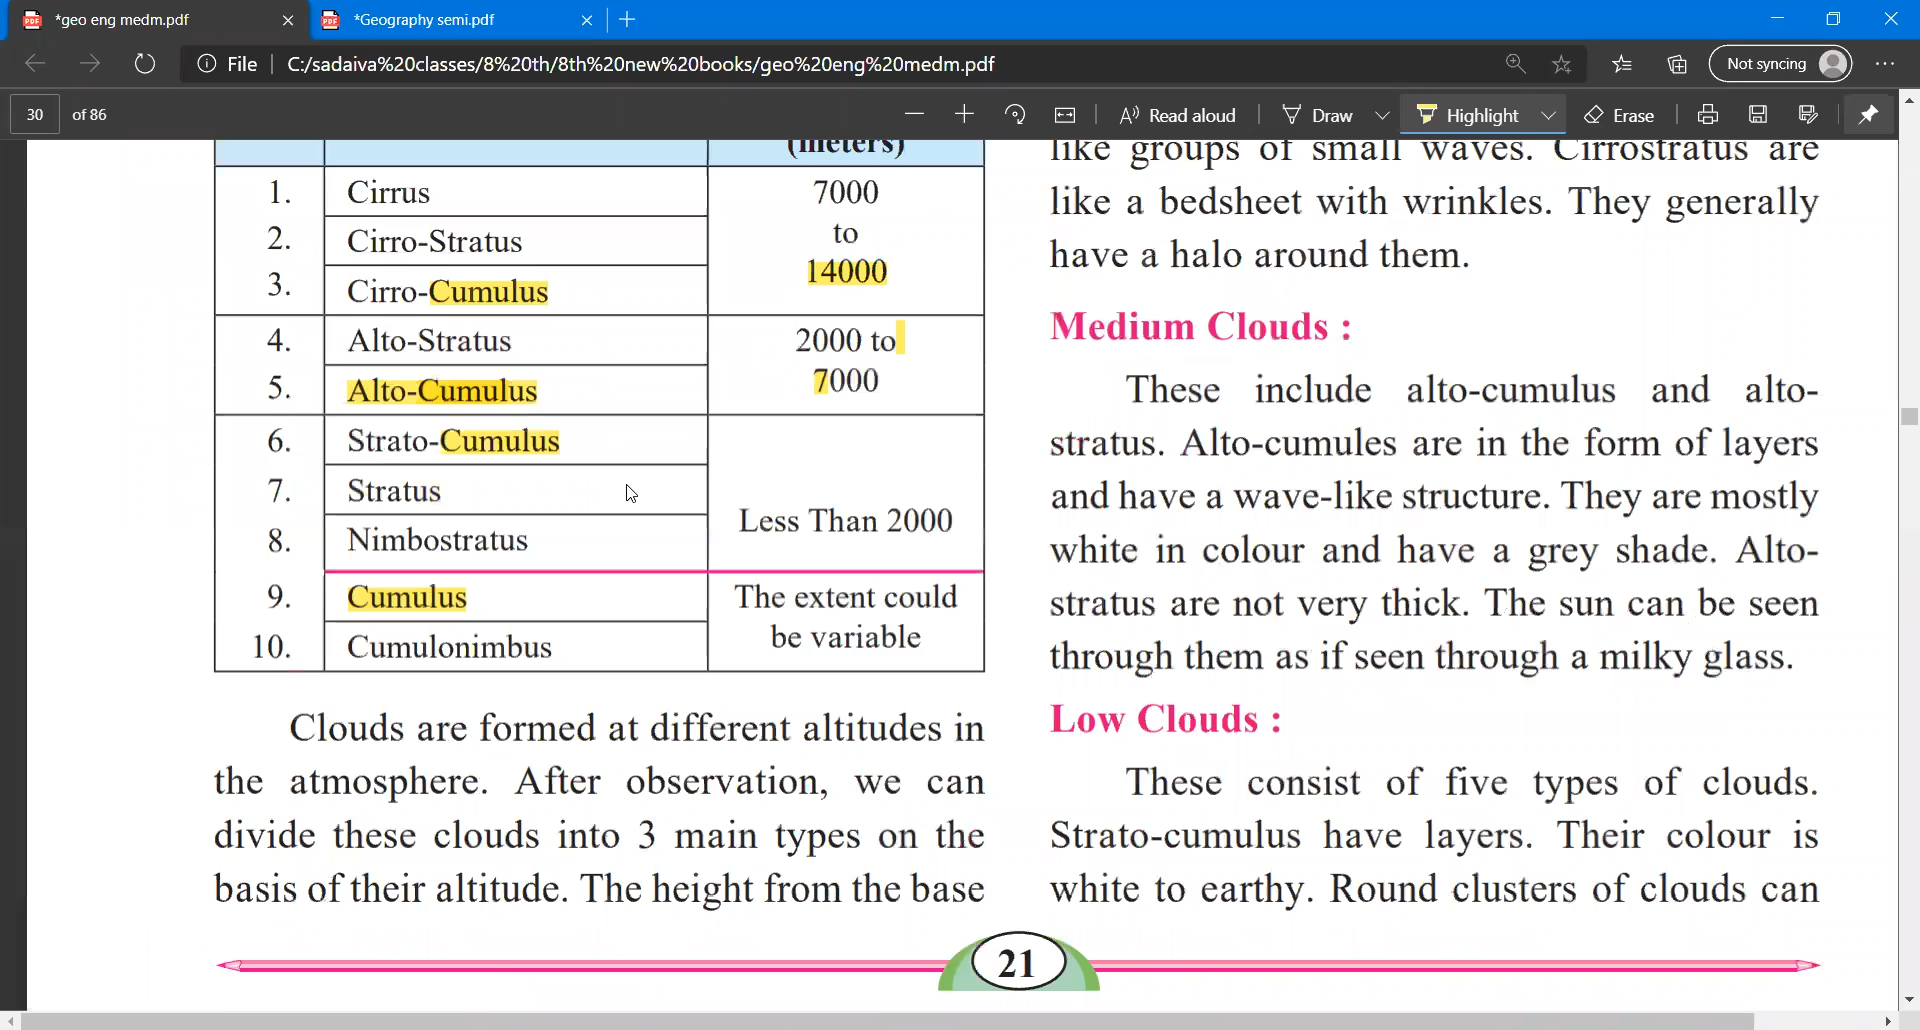 *geo eng medm.pdf
*Geography semi.pdf
File
C:/sadaiva%20classes/8%20th/8th%20new%20books/geo%20eng%20medm.pdf
Not syncing
30 of 86
Read aloud
Draw
Highlight
Erase
(meters)
1. Cirrus 7000
2. Cirro-Stratus to
3. Cirro-Cumulus 14000
4. Alto-Stratus 2000 to
5. Alto-Cumulus 7000
6. Strato-Cumulus
7. Stratus
Less Than 2000
8. Nimbostratus
9. Cumulus The extent could
10. Cumulonimbus be variable
Clouds are formed at different altitudes in
the atmosphere. After observation, we can
divide these clouds into 3 main types on the
basis of their altitude. The height from the base
like groups of small waves. Cirrostratus are
like a bedsheet with wrinkles. They generally
have a halo around them.
Medium Clouds :
These include alto-cumulus and alto-
stratus. Alto-cumules are in the form of layers
and have a wave-like structure. They are mostly
white in colour and have a grey shade. Alto-
stratus are not very thick. The sun can be seen
through them as if seen through a milky glass.
Low Clouds :
These consist of five types of clouds.
Strato-cumulus have layers. Their colour is
white to earthy. Round clusters of clouds can
21